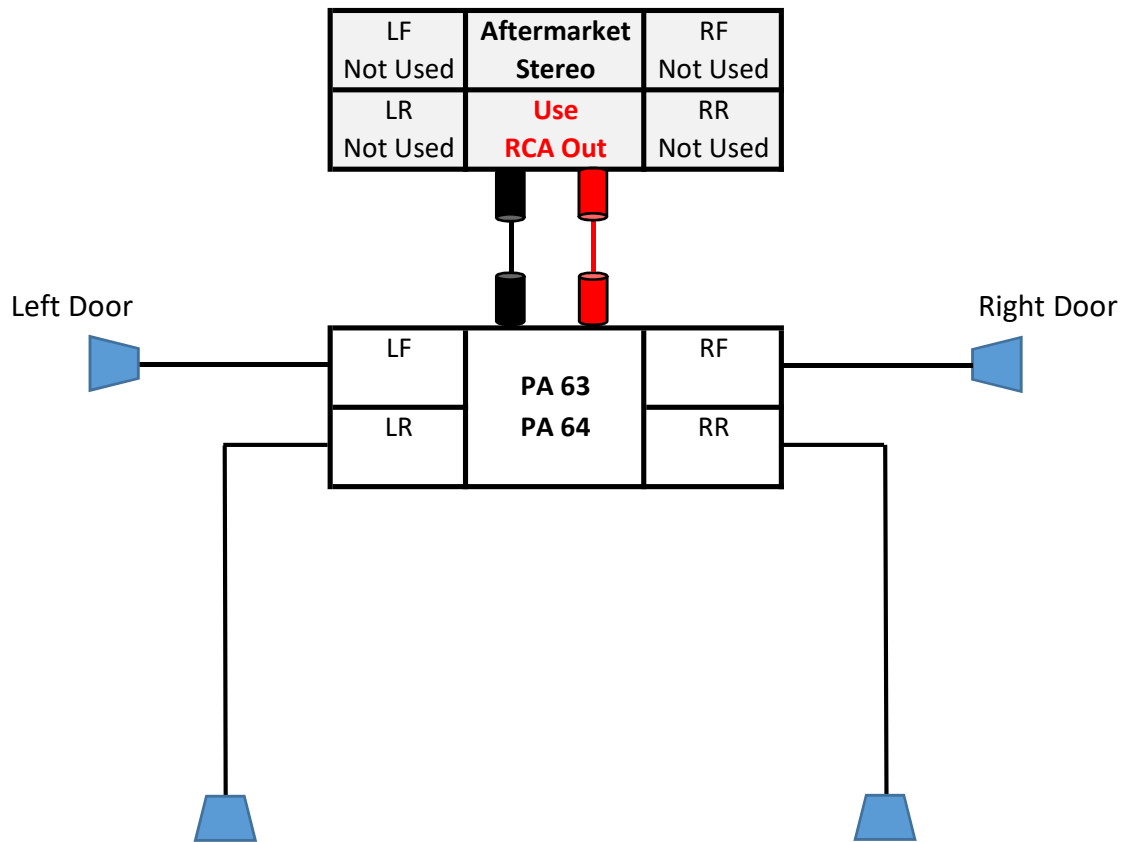 LF
Not Used
Aftermarket
Stereo
RF
Not Used
LR
Not Used
Use
RCA Out
RR
Not Used
Left Door
Right Door
LF
RF
PA 63
LR
PA 64
RR